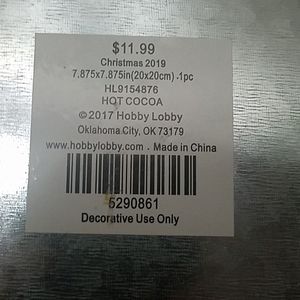 $11.99
Christmas 2019
7.875x7.875in(20x20cm) .1pc
HL9154876
HOT COCOA
©2017 Hobby Lobby
Oklahoma City, OK 73179
www.hobbylobby.com . Made in China
5290861
Decorative Use Only